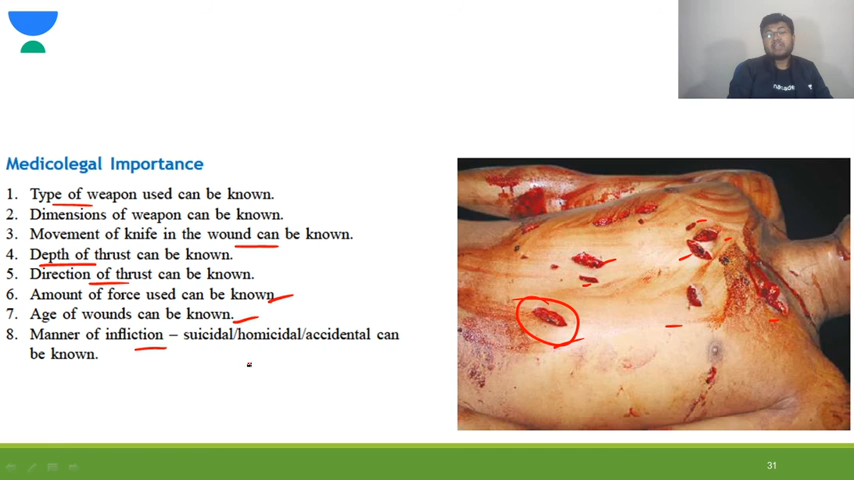 Medicolegal Importance
1. Type of weapon used can be known.
2. Dimensions of weapon can be known.
3. Movement of knife in the wound can be known.
4. Depth of thrust can be known.
5. Direction of thrust can be known.
6. Amount of force used can be known.
7. Age of wounds can be known.
8. Manner of infliction – suicidal/homicidal/accidental can
be known.
31